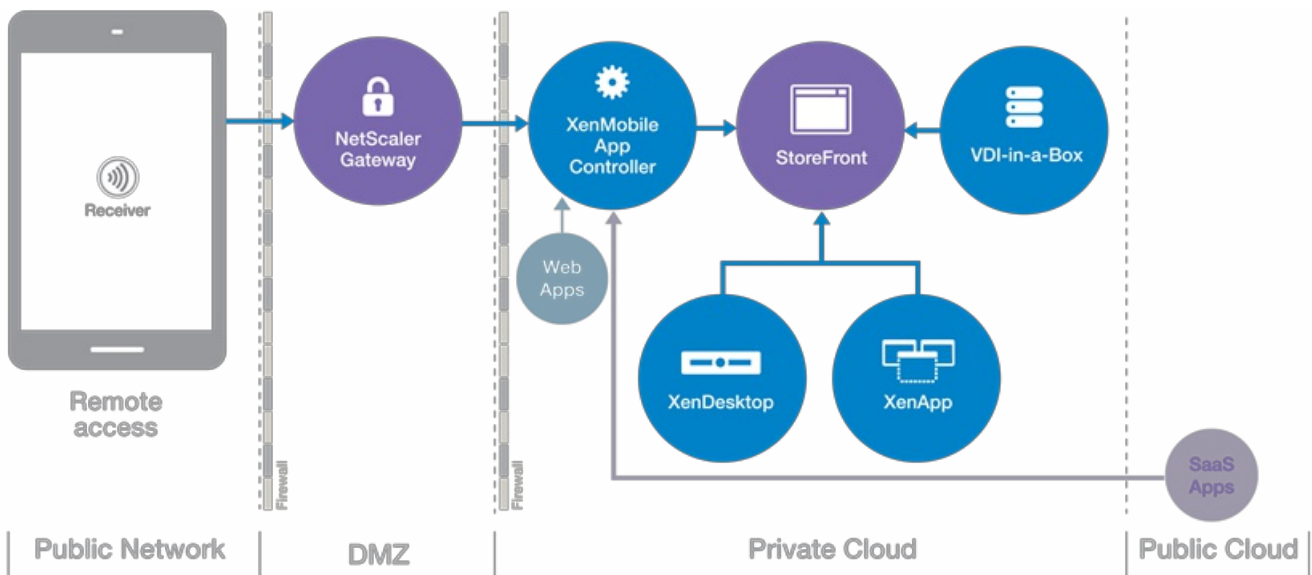 Receiver
Remote
access
Firewall
NetScaler
Gateway
Firewall
XenMobile
App
Controller
StoreFront
VDI-in-a-Box
Web
Apps
XenDesktop
XenApp
SaaS
Apps
Public Network
DMZ
Private Cloud
Public Cloud